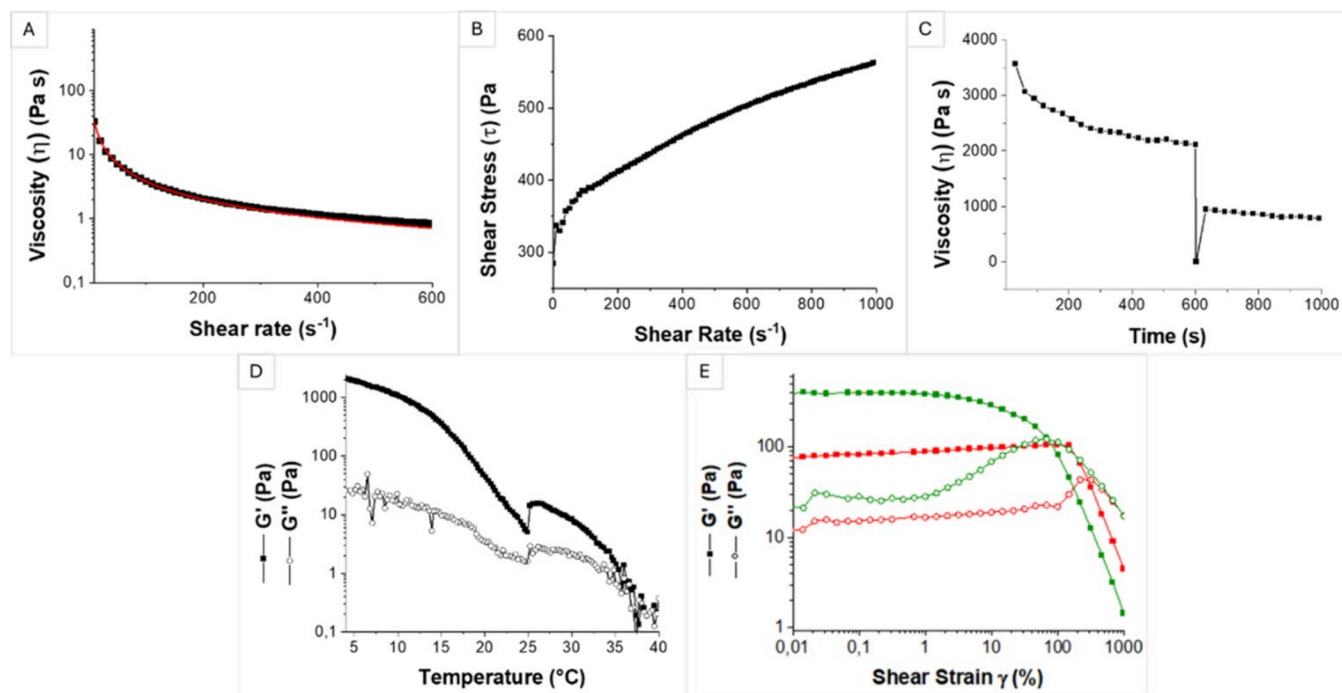 A
Viscosity (η) (Pa s)
100
10
1
0,1
200
400
600
Shear rate (s⁻¹)
B
Shear Stress (τ) (Pa
500
400
300
0
200
400
600
800
1000
Shear Rate (s⁻¹)
C
Viscosity (η) (Pa s)
4000
3000
2000
1000
0
200
400
600
800
1000
Time (s)
D
G' (Pa)
G'' (Pa)
1000
100
10
1
0,1
5
10
15
20
25
30
35
40
Temperature (°C)
E
G' (Pa)
G'' (Pa)
100
10
1
0,01
0,1
1
10
100
1000
Shear Strain γ (%)